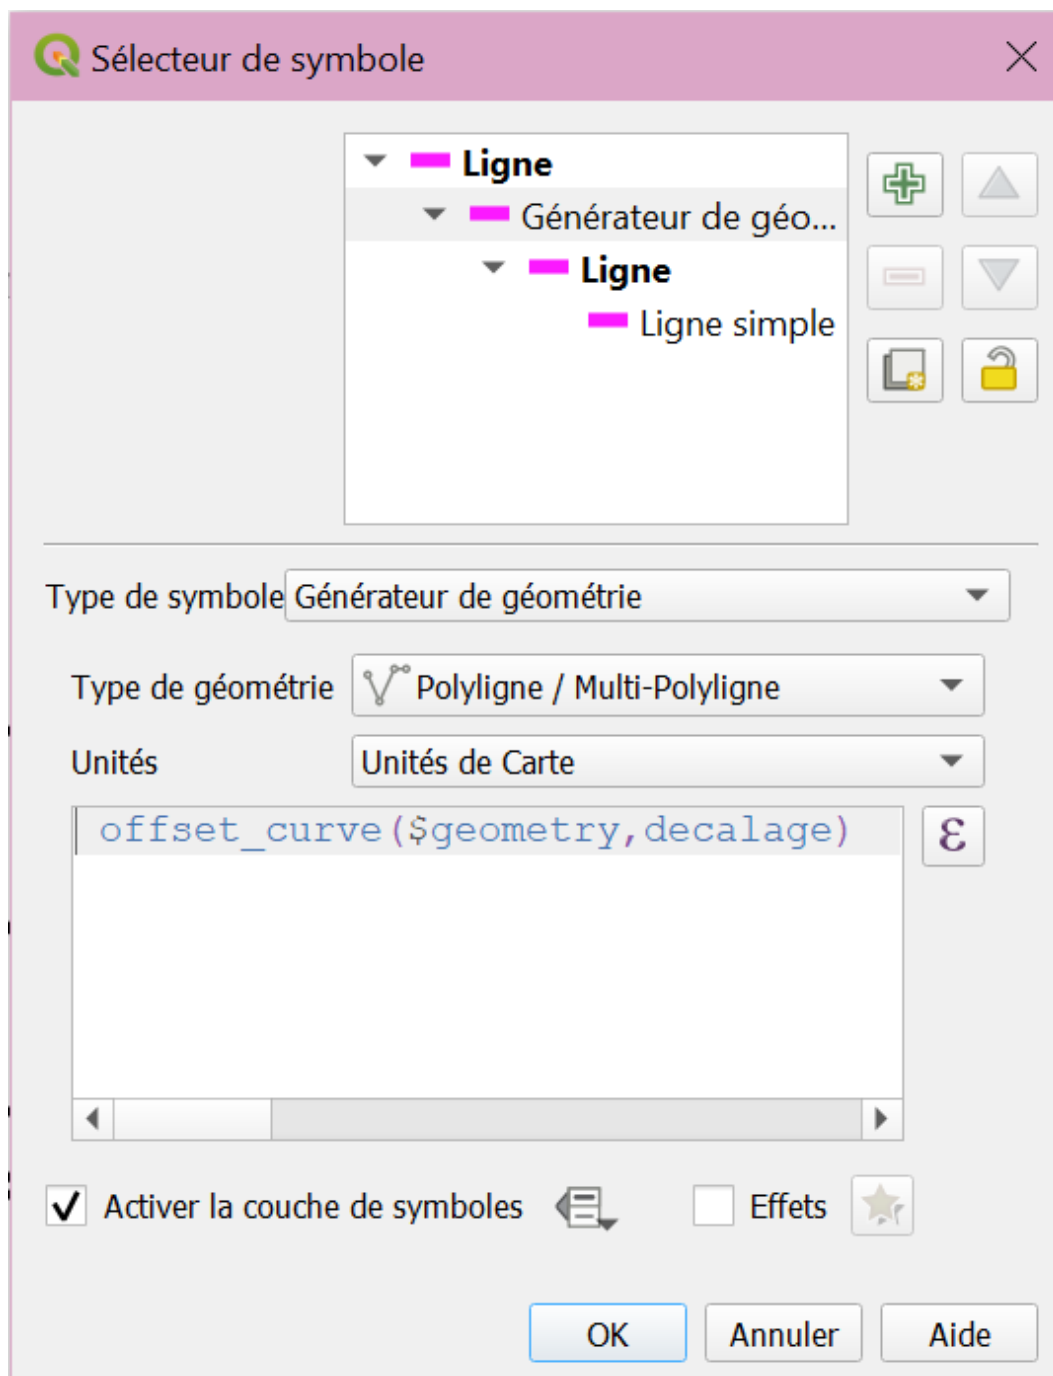 Sélecteur de symbole
Ligne
Générateur de géo...
Ligne
Ligne simple
Type de symbole Générateur de géométrie
Type de géométrie Polyligne / Multi-Polyligne
Unités Unités de Carte
offset_curve($geometry,decalage)
ε
Activer la couche de symboles Effets
OK Annuler Aide